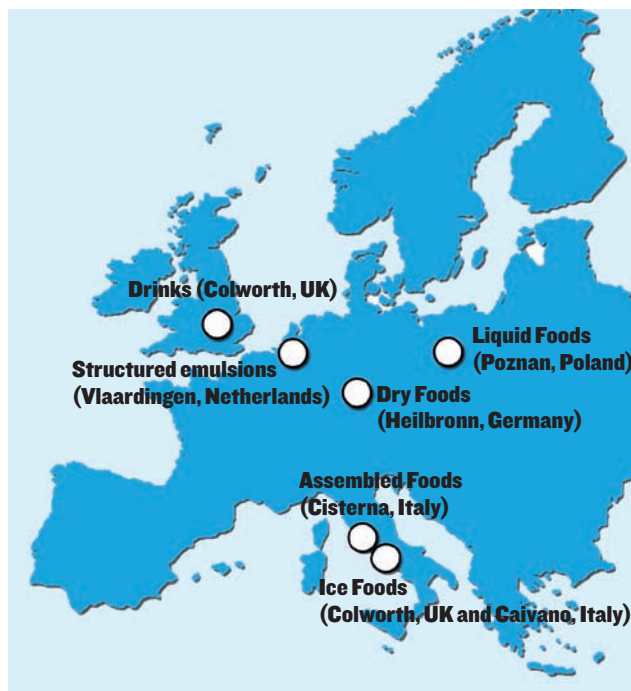 Drinks (Colworth, UK)
Structured emulsions
(Vlaardingen, Netherlands)
Liquid Foods
(Poznan, Poland)
Dry Foods
(Heilbronn, Germany)
Assembled Foods
(Cisterna, Italy)
Ice Foods
(Colworth, UK and Caivano, Italy)